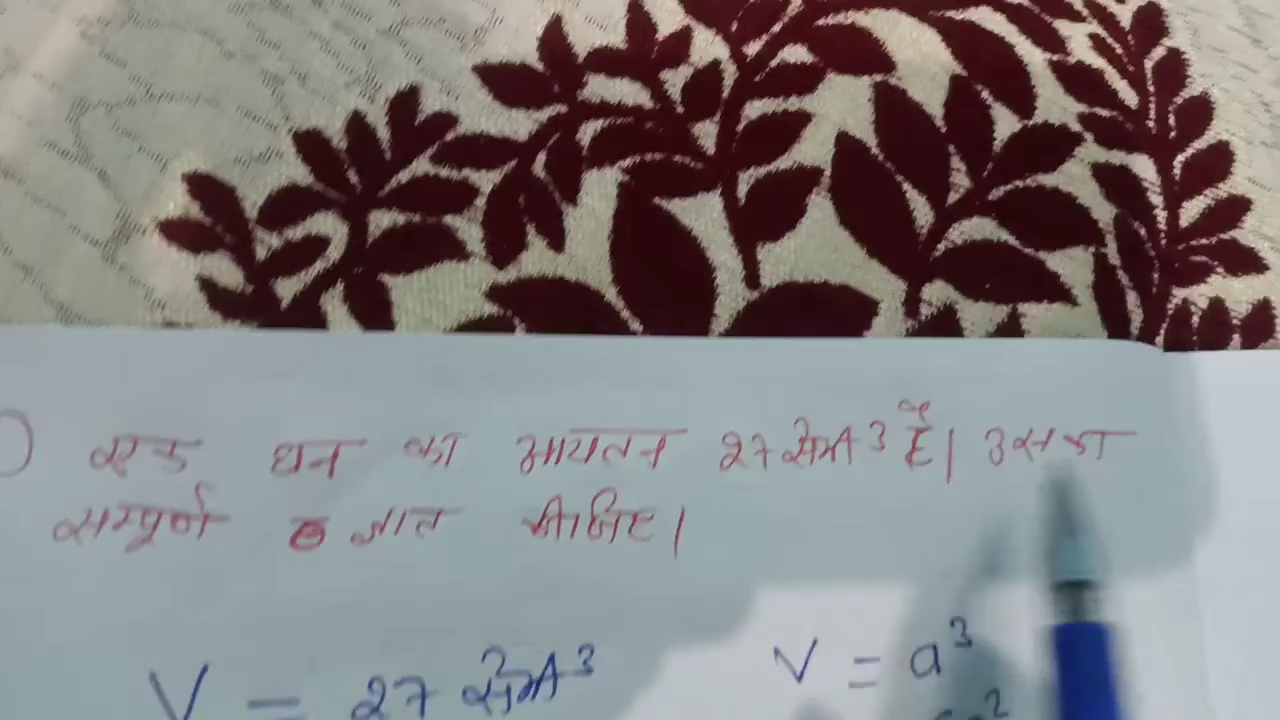 एक घन का आयतन 27 सेमी³ है। उसका
सम्पूर्ण ज्ञात कीजिए।
V = 27 सेमी³
V = a³